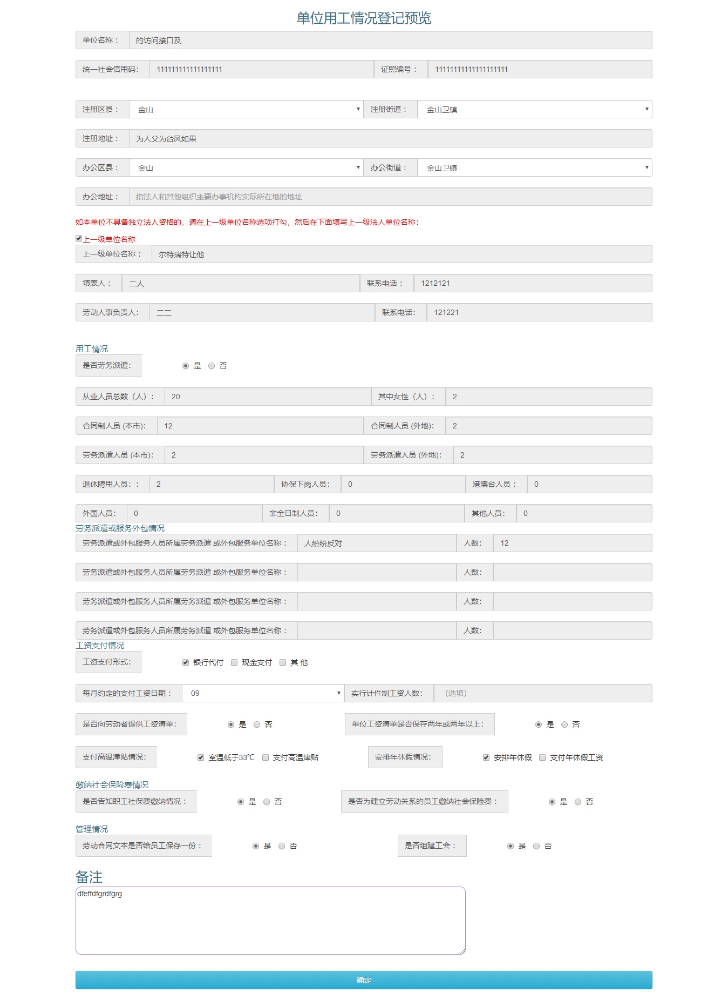 单位用工情况登记预览
单位名称： 的访问接口及
统一社会信用码： 111111111111111111 证照编号： 11111111111111111111
注册区县： 金山 注册街道： 金山卫镇
注册地址： 为人父为台风如果
办公区县： 金山 办公街道： 金山卫镇
办公地址： 指法人和其他组织主要办事机构实际所在地的地址
如本单位不具备独立法人资格的，请在上一级单位名称选项打勾，然后在下面填写上一级法人单位名称：
上一级单位名称
上一级单位名称： 尔特瑞特让他
填表人： 二人 联系电话： 1212121
劳动人事负责人： 二二 联系电话： 121221
用工情况
是否劳务派遣： 是 否
从业人员总数（人）： 20 其中女性（人）： 2
合同制人员 (本市)： 12 合同制人员 (外地)： 2
劳务派遣人员 (本市)： 2 劳务派遣人员 (外地)： 2
退休聘用人员：： 2 协保下岗人员： 0 港澳台人员： 0
外国人员： 0 非全日制人员： 0 其他人员： 0
劳务派遣或服务外包情况
劳务派遣或外包服务人员所属劳务派遣 或外包服务单位名称： 人纷纷反对 人数： 12
劳务派遣或外包服务人员所属劳务派遣 或外包服务单位名称： 人数：
劳务派遣或外包服务人员所属劳务派遣 或外包服务单位名称： 人数：
劳务派遣或外包服务人员所属劳务派遣 或外包服务单位名称： 人数：
工资支付情况
工资支付形式： 银行代付 现金支付 其 他
每月约定的支付工资日期： 09 实行计件制工资人数： （选填）
是否向劳动者提供工资清单： 是 否 单位工资清单是否保存两年或两年以上： 是 否
支付高温津贴情况： 室温低于33℃ 支付高温津贴 安排年休假情况： 安排年休假 支付年休假工资
缴纳社会保险费情况
是否告知职工社保费缴纳情况： 是 否 是否为建立劳动关系的员工缴纳社会保险费： 是 否
管理情况
劳动合同文本是否给员工保存一份： 是 否 是否组建工会： 是 否
备注
dfeffdfgrdfgrg
确定